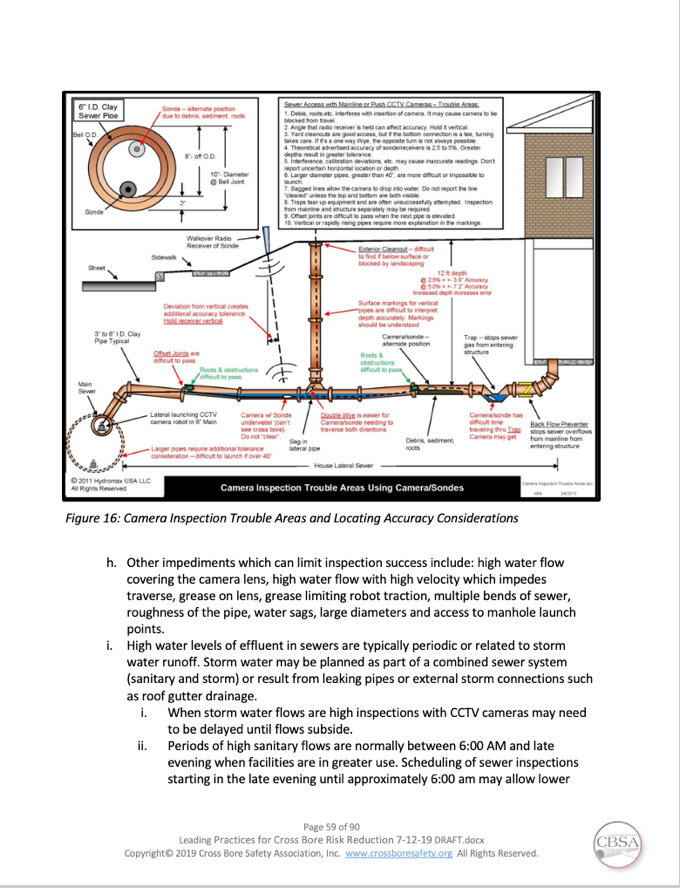 6" I.D. Clay
Sewer Pipe
Sonde – alternate position
due to debris, sediment, roots
Bell O.D.
8"- off O.D.
10"- Diameter
@ Bell Joint
2"
Sonde
Sewer Access with Mainline or Push CCTV Cameras – Trouble Areas:
1. Debis, roots,etc. interferes with insertion of camera. It may cause camera to be
blocked from travel.
2. Angle that radio receiver is held can affect accuracy. Hold it vertical.
3. Yard cleanouts are good access, but if the bottom connection is a tee, turning
takes care. If it's a one way Wye, the opposite turn is not always possible.
4. Theoretical advertised accuracy of sonde/receivers is 2.5 to 5%. Greater
depths result in greater tolerance.
5. Interference, calibration deviations, etc. may cause inaccurate readings. Don't
report uncertain horizontal location or depth.
6. Larger diameter pipes, greater than 40", are more difficult or impossible to
launch.
7. Sagged lines allow the camera to drop into water. Do not report the line
"cleared" unless the top and bottom are both visible.
8. Traps tear up equipment and are often unsuccessfully attempted. Inspection
from mainline and structure separately may be required.
9. Offset joints are difficult to pass when the next pipe is elevated.
10. Vertical or rapidly rising pipes require more explanation in the markings.
Walkover Radio
Receiver of Sonde
Sidewalk
Street
Exterior Cleanout – difficult
to find if below surface or
blocked by landscaping
12 ft depth
@ 2.5% = +- 3.6" Accuracy
@ 5.0% = +- 7.2" Accuracy
Increased depth increases error
Deviation from vertical creates
additional accuracy tolerance.
Hold receiver vertical.
Surface markings for vertical
pipes are difficult to interpret
depth accurately. Markings
should be understood
3" to 6" I.D. Clay
Pipe Typical
Camera/sonde –
alternate position
Trap – stops sewer
gas from entering
structure
Offset Joints are
difficult to pass
Roots &
obstructions
difficult to pass
Roots & obstructions
difficult to pass
Main
Sewer
Lateral launching CCTV
camera robot in 8" Main
Camera w/ Sonde
underwater (can't
see cross bore).
Do not "clear".
Double Wye is easier for
Camera/sonde needing to
traverse both directions
Camera/sonde has
difficult time
traveling thru Trap.
Camera may get
Back Flow Preventer
stops sewer overflows
from mainline from
entering structure
Sag in
lateral pipe
Debris, sediment,
roots
Larger pipes require additional tolerance
consideration – difficult to launch if over 40"
House Lateral Sewer
© 2011 Hydromax USA LLC
All Rights Reserved
Camera Inspection Trouble Areas Using Camera/Sondes
Figure 16: Camera Inspection Trouble Areas and Locating Accuracy Considerations
h. Other impediments which can limit inspection success include: high water flow
covering the camera lens, high water flow with high velocity which impedes
traverse, grease on lens, grease limiting robot traction, multiple bends of sewer,
roughness of the pipe, water sags, large diameters and access to manhole launch
points.
i. High water levels of effluent in sewers are typically periodic or related to storm
water runoff. Storm water may be planned as part of a combined sewer system
(sanitary and storm) or result from leaking pipes or external storm connections such
as roof gutter drainage.
i. When storm water flows are high inspections with CCTV cameras may need
to be delayed until flows subside.
ii. Periods of high sanitary flows are normally between 6:00 AM and late
evening when facilities are in greater use. Scheduling of sewer inspections
starting in the late evening until approximately 6:00 am may allow lower
Page 59 of 90
Leading Practices for Cross Bore Risk Reduction 7-12-19 DRAFT.docx
Copyright© 2019 Cross Bore Safety Association, Inc. www.crossboresafety.org All Rights Reserved.
CBSA